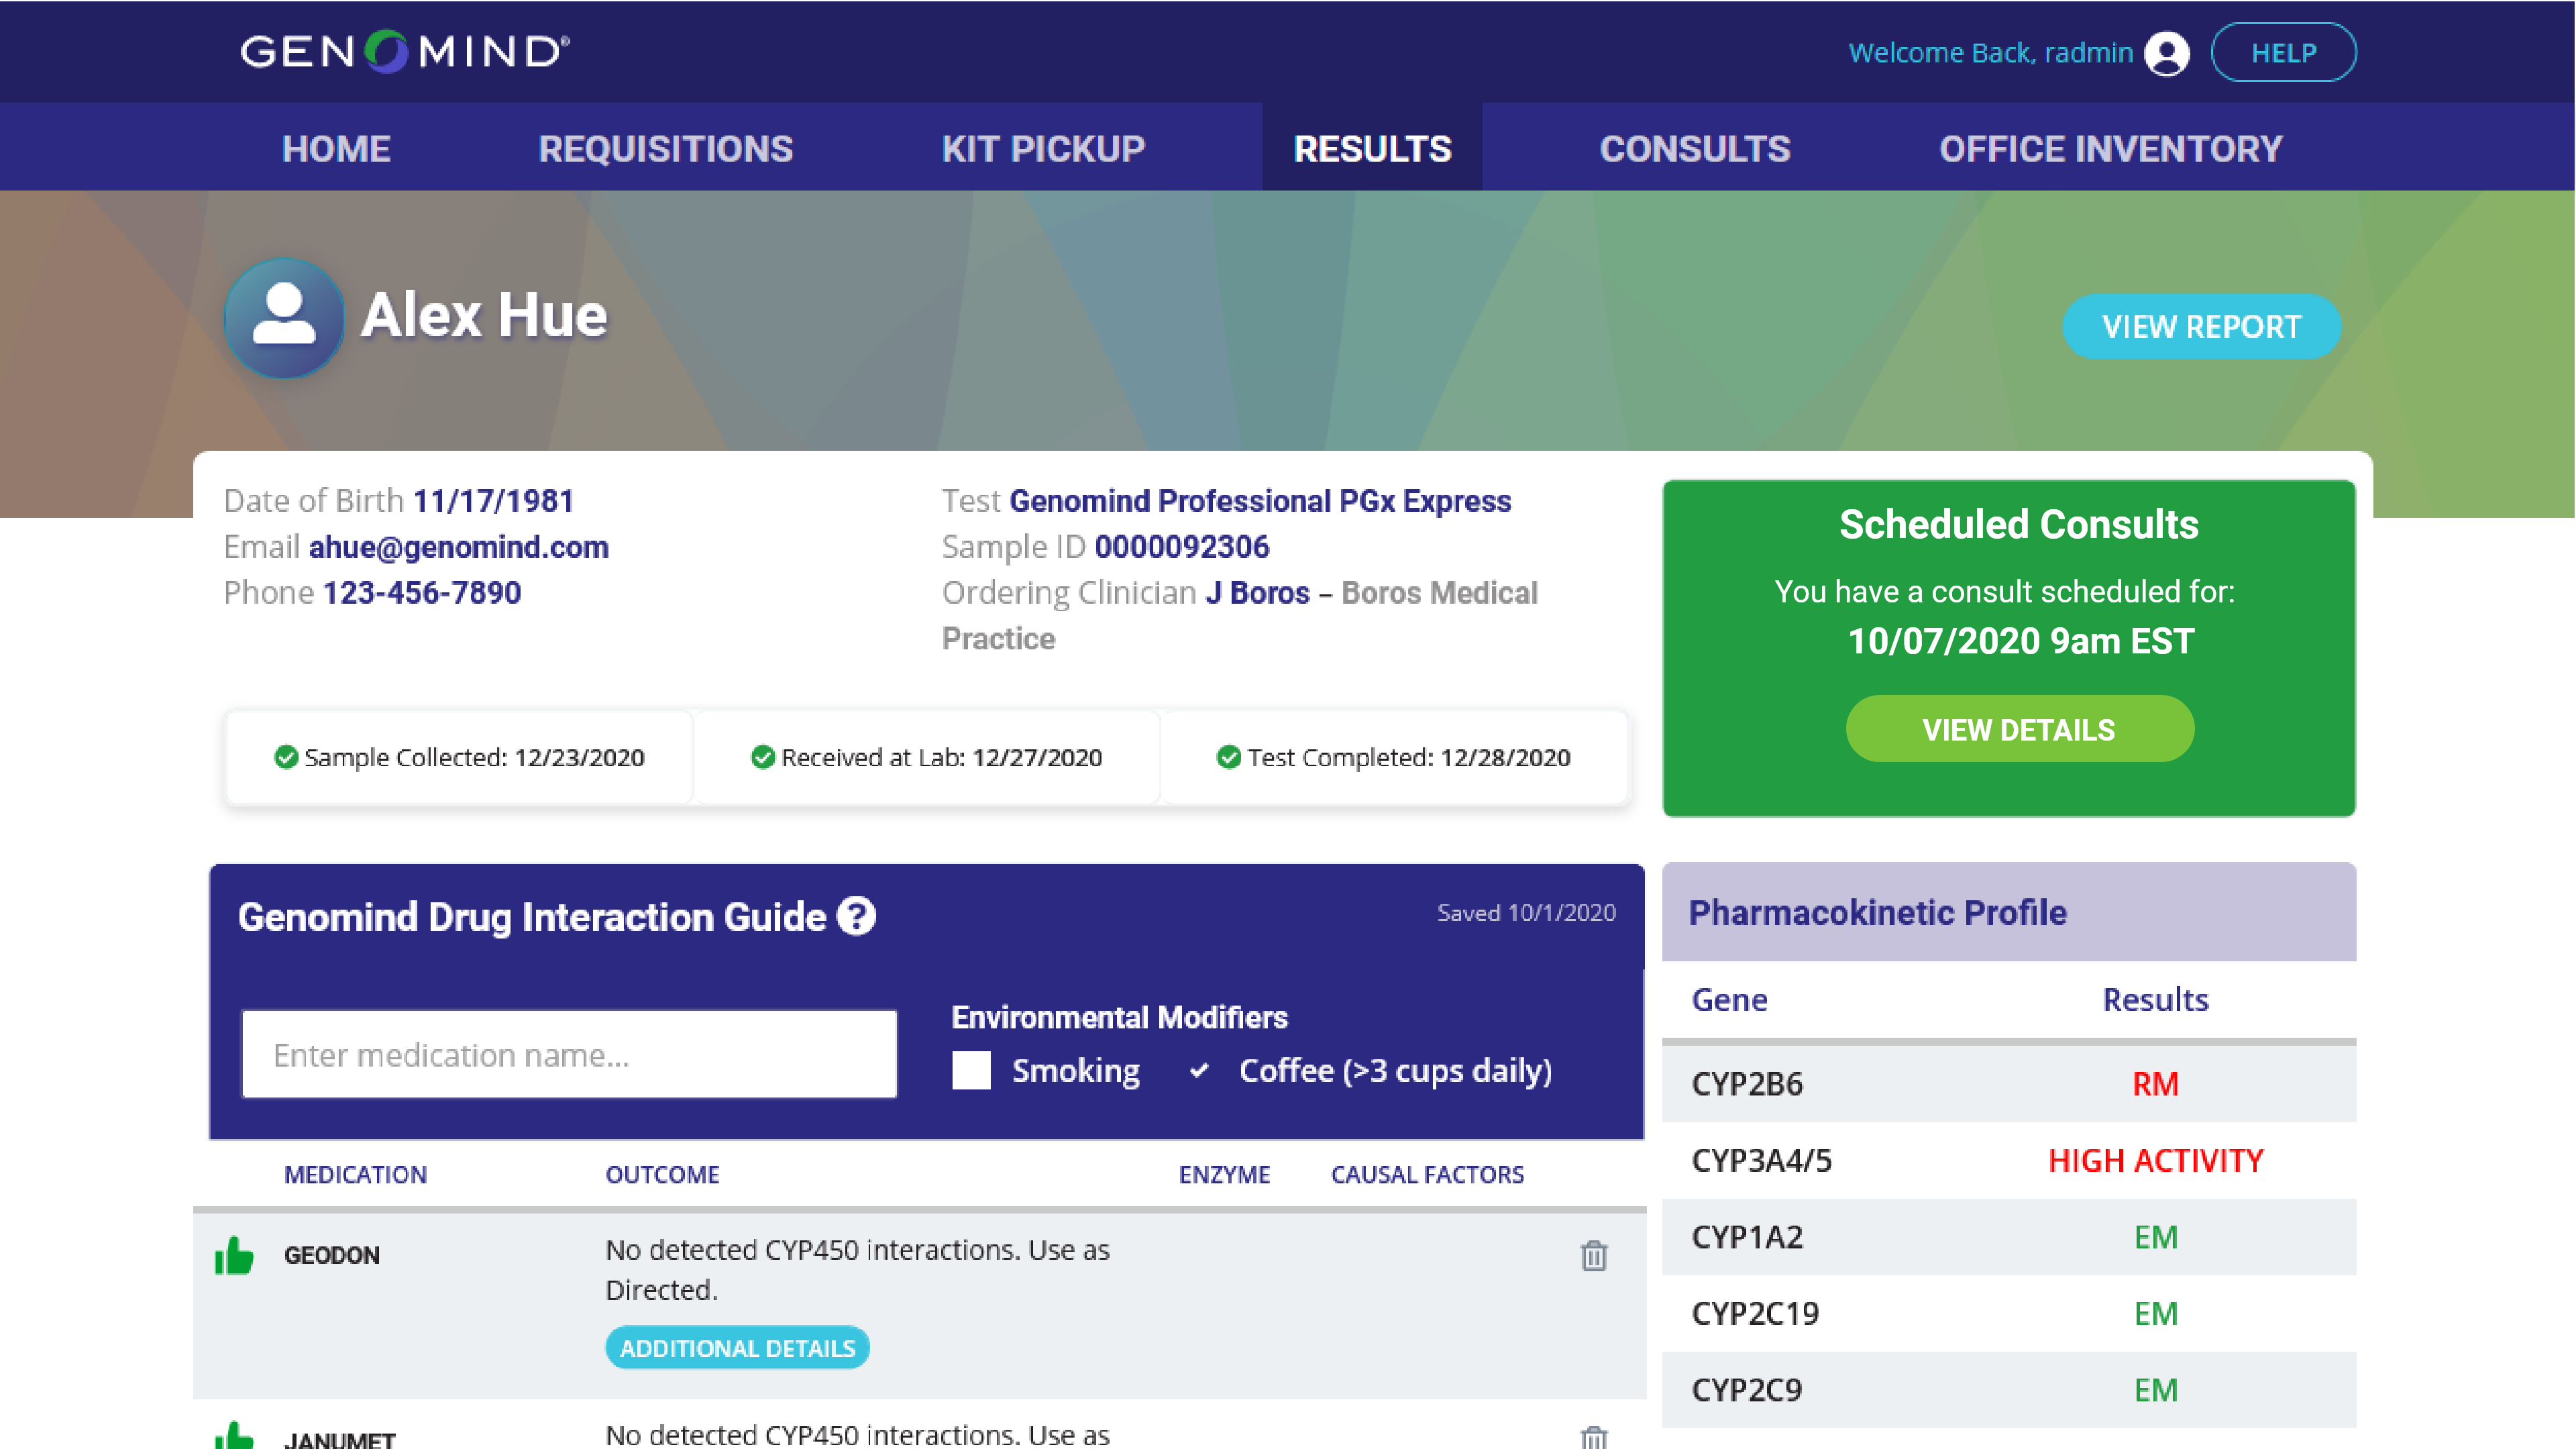 GENOMIND®
Welcome Back, radmin
HELP
HOME
REQUISITIONS
KIT PICKUP
RESULTS
CONSULTS
OFFICE INVENTORY
Alex Hue
VIEW REPORT
Date of Birth 11/17/1981
Email ahue@genomind.com
Phone 123-456-7890
Test Genomind Professional PGx Express
Sample ID 0000092306
Ordering Clinician J Boros – Boros Medical
Practice
Scheduled Consults
You have a consult scheduled for:
10/07/2020 9am EST
VIEW DETAILS
Sample Collected: 12/23/2020
Received at Lab: 12/27/2020
Test Completed: 12/28/2020
Genomind Drug Interaction Guide ?
Saved 10/1/2020
Enter medication name...
Environmental Modifiers
Smoking
Coffee (>3 cups daily)
MEDICATION OUTCOME ENZYME CAUSAL FACTORS
GEODON
No detected CYP450 interactions. Use as
Directed.
ADDITIONAL DETAILS
JANUMET
No detected CYP450 interactions. Use as
Pharmacokinetic Profile
Gene Results
CYP2B6 RM
CYP3A4/5 HIGH ACTIVITY
CYP1A2 EM
CYP2C19 EM
CYP2C9 EM